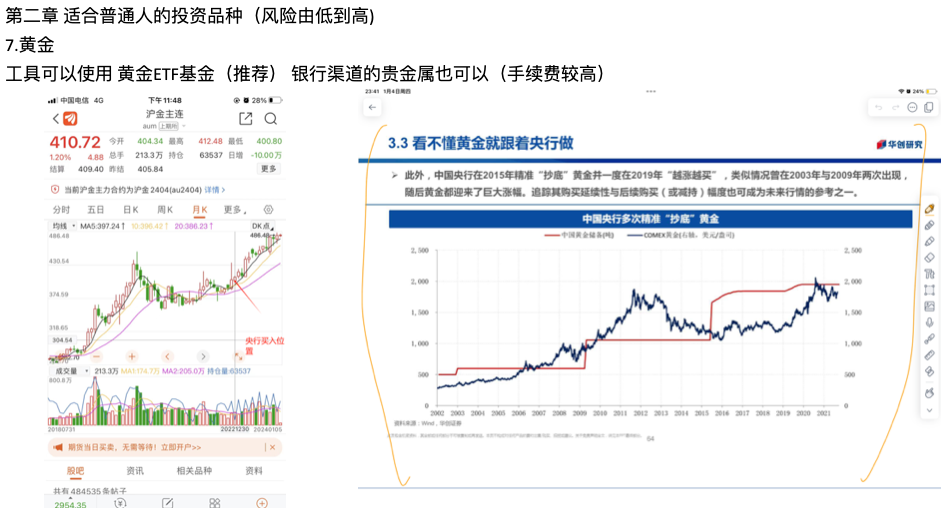 第二章 适合普通人的投资品种（风险由低到高)
7.黄金
工具可以使用 黄金ETF基金（推荐） 银行渠道的贵金属也可以（手续费较高）
中国电信 4G 下午11:48 28%
沪金主连
aum 上期所
410.72 今开 404.34 最高 412.48 最低 400.80
1.20% 4.88 总手 213.3万 持仓 63537 日增 -10.00万
结算 409.40 昨结 405.84 更多
当前沪金主力合约为沪金2404(au2404) 详情>
分时 五日 日K 周K 月K 更多
均线 MA5:397.24↑ 10:396.42↑ 20:386.23↑ DK点
486.48 486.48
430.54
374.59
318.65
304.64
央行买入位置
成交量 213.3万 MA1:174.7万 MA2:205.0万 持仓量:63537
800.8万
20180731 20221230 20240105
期货当日买卖，无需等待！立即开户>>
股吧 资讯 相关品种 资料
共有484535条帖子
2954.35
23:41 1月4日周四 24%
3.3 看不懂黄金就跟着央行做
华创研究
此外，中国央行在2015年精准“抄底”黄金并一度在2019年“越涨越买”，类似情况曾在2003年与2009年两次出现，
随后黄金都迎来了巨大涨幅。追踪其购买延续性与后续购买（或减持）幅度也可成为未来行情的参考之一。
中国央行多次精准“抄底”黄金
中国黄金储备(吨) COMEX黄金(右轴，美元/盎司)
2,500 2,500
2,000 2,000
1,500 1,500
1,000 1,000
500 500
0 0
2002 2003 2004 2005 2006 2007 2008 2009 2010 2011 2012 2013 2014 2015 2016 2017 2018 2019 2020 2021
资料来源：Wind，华创证券
64